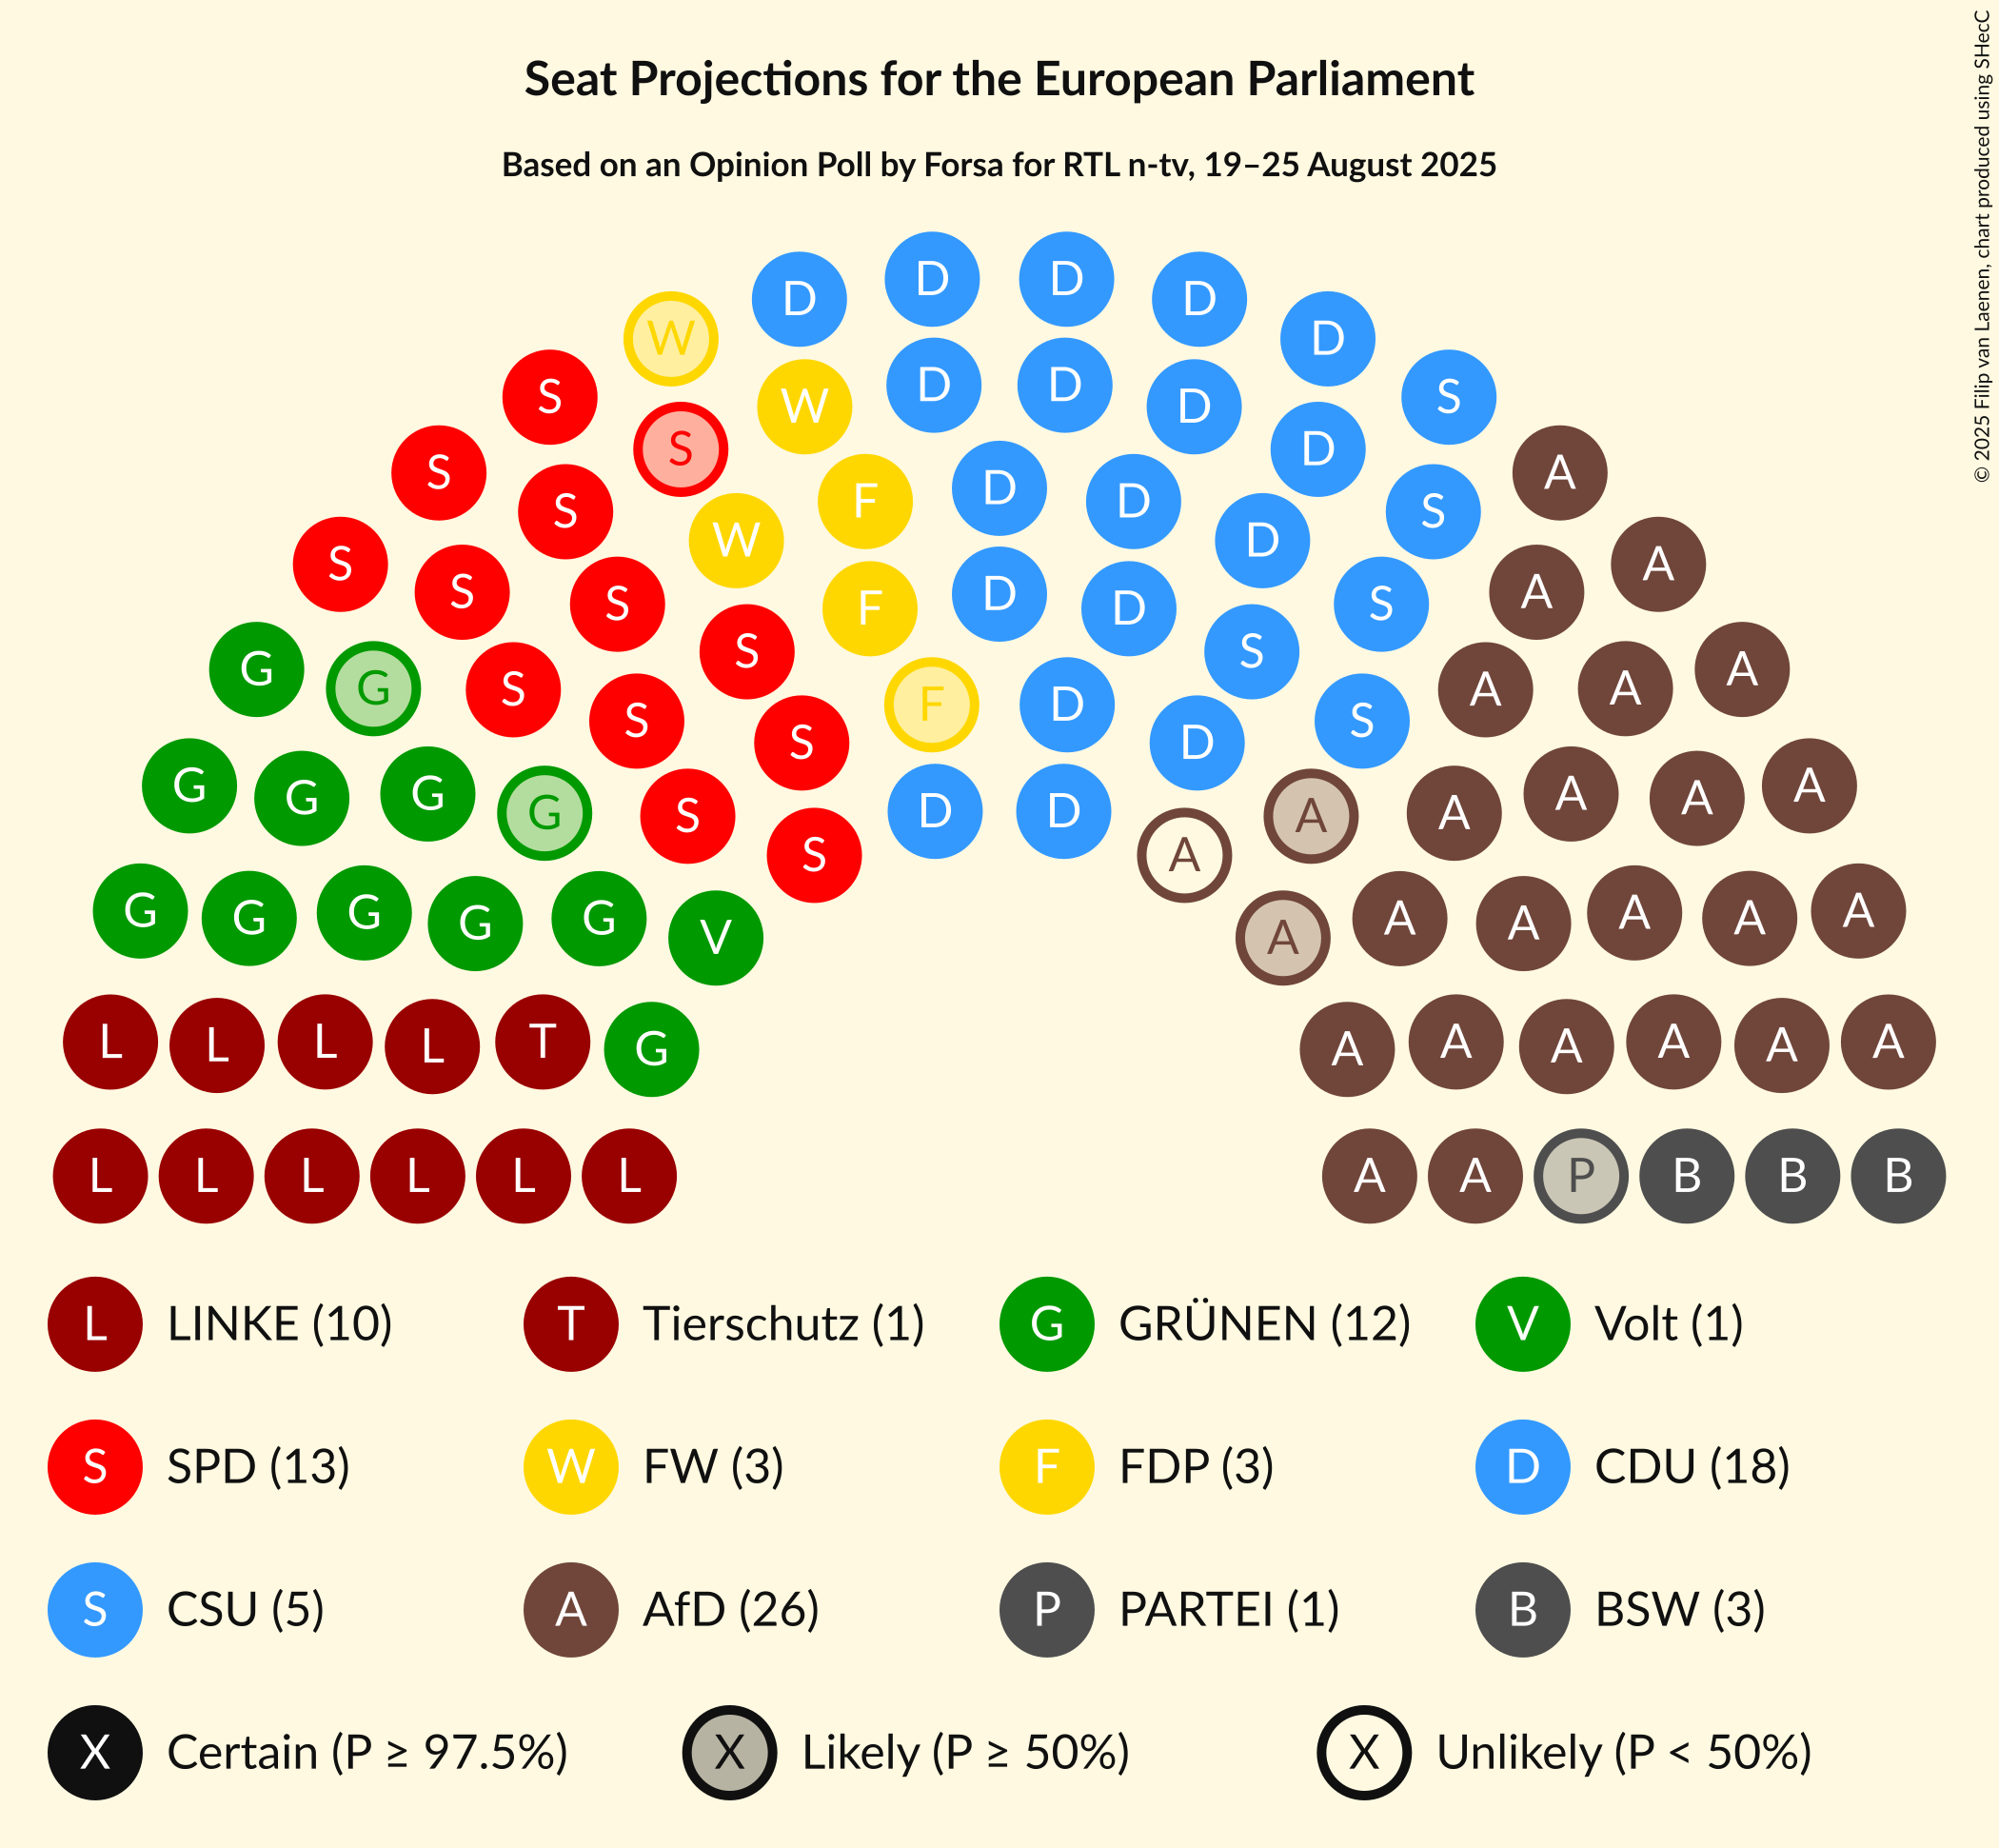 Seat Projections for the European Parliament
Based on an Opinion Poll by Forsa for RTL n-tv, 19–25 August 2025
© 2025 Filip van Laenen, chart produced using SHecC
D D
D D
W D
D D
S S
W D
A
S S
S A
W D
F D
D
S S
A
S A
S A
S S
F D
D
S S
G A
G A
S A
S S
F D
S D
G A
G A
G A
G A
S A
D D
S A
G A
G A
G A
G A
G A
V A
L L L L T G A A A A A A
L L L L L L A A P B B B
L LINKE (10) T Tierschutz (1) G GRÜNEN (12) V Volt (1)
S SPD (13) W FW (3) F FDP (3) D CDU (18)
S CSU (5) A AfD (26) P PARTEI (1) B BSW (3)
X Certain (P ≥ 97.5%) X Likely (P ≥ 50%) X Unlikely (P < 50%)